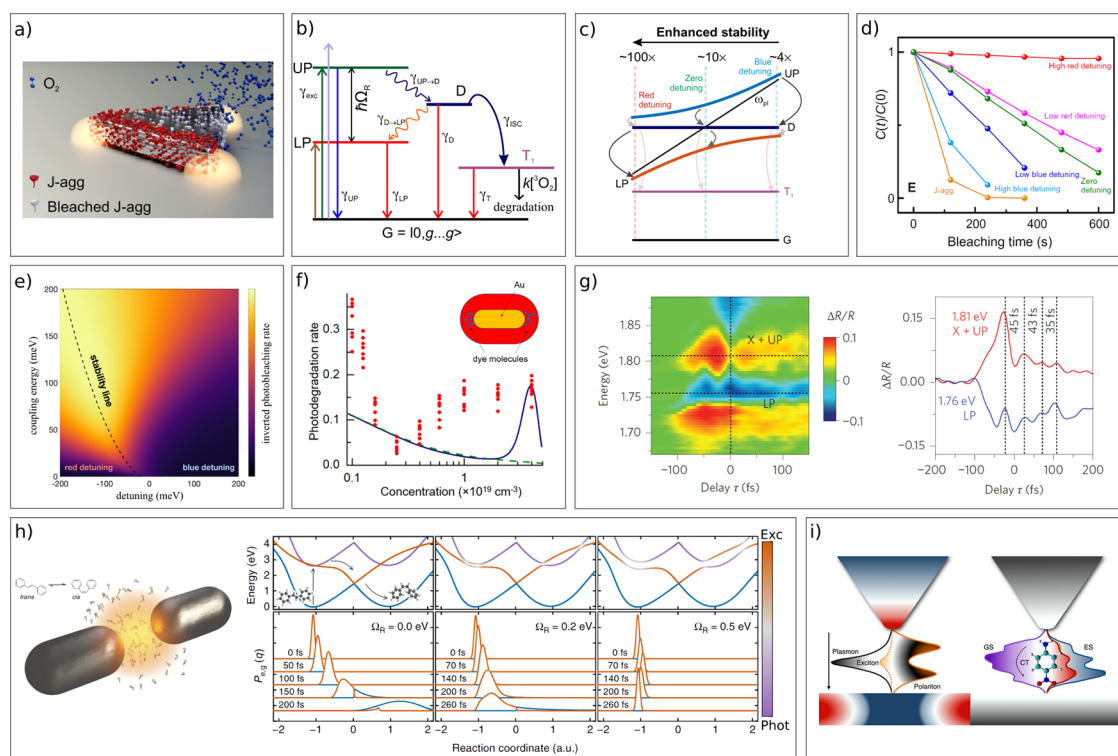 a)
O₂
J-agg
Bleached J-agg
b)
UP
γexc
ħΩR
γUP→D
D
γD→LP
γISC
LP
γD
T₁
k[³O₂]
γUP
γLP
γT
degradation
G = I0,g...g>
c)
Enhanced stability
~100×
~10×
~4×
Red detuning
Zero detuning
Blue detuning
UP
ωpl
D
LP
T₁
G
d)
C(t)/C(0)
1
0
High red detuning
Low red detuning
Zero detuning
Low blue detuning
High blue detuning
J-agg
E
0 200 400 600
Bleaching time (s)
e)
coupling energy (meV)
200
150
100
50
0
stability line
red detuning
blue detuning
-200 -100 0 100 200
detuning (meV)
inverted photobleaching rate
f)
Photodegradation rate
0.3
0.2
0.1
0.0
Au
dye molecules
0.1 1
Concentration (×10¹⁹ cm⁻³)
g)
Energy (eV)
1.85
1.80
1.75
1.70
X + UP
LP
-100 0 100
Delay τ (fs)
ΔR/R
0.1
0
-0.1
ΔR/R
0.15
0.00
-0.15
1.81 eV
X + UP
1.76 eV
LP
45 fs
43 fs
35 fs
-200 -100 0 100 200
Delay τ (fs)
h)
trans
cis
Energy (eV)
4
3
2
1
0
Pe,g (q)
ΩR = 0.0 eV
0 fs
50 fs
100 fs
150 fs
200 fs
ΩR = 0.2 eV
0 fs
70 fs
140 fs
200 fs
260 fs
ΩR = 0.5 eV
0 fs
70 fs
140 fs
200 fs
260 fs
-2 -1 0 1 2
-2 -1 0 1 2
-2 -1 0 1 2
Reaction coordinate (a.u.)
Exc
Phot
i)
Plasmon
Exciton
Polariton
GS
CT
ES